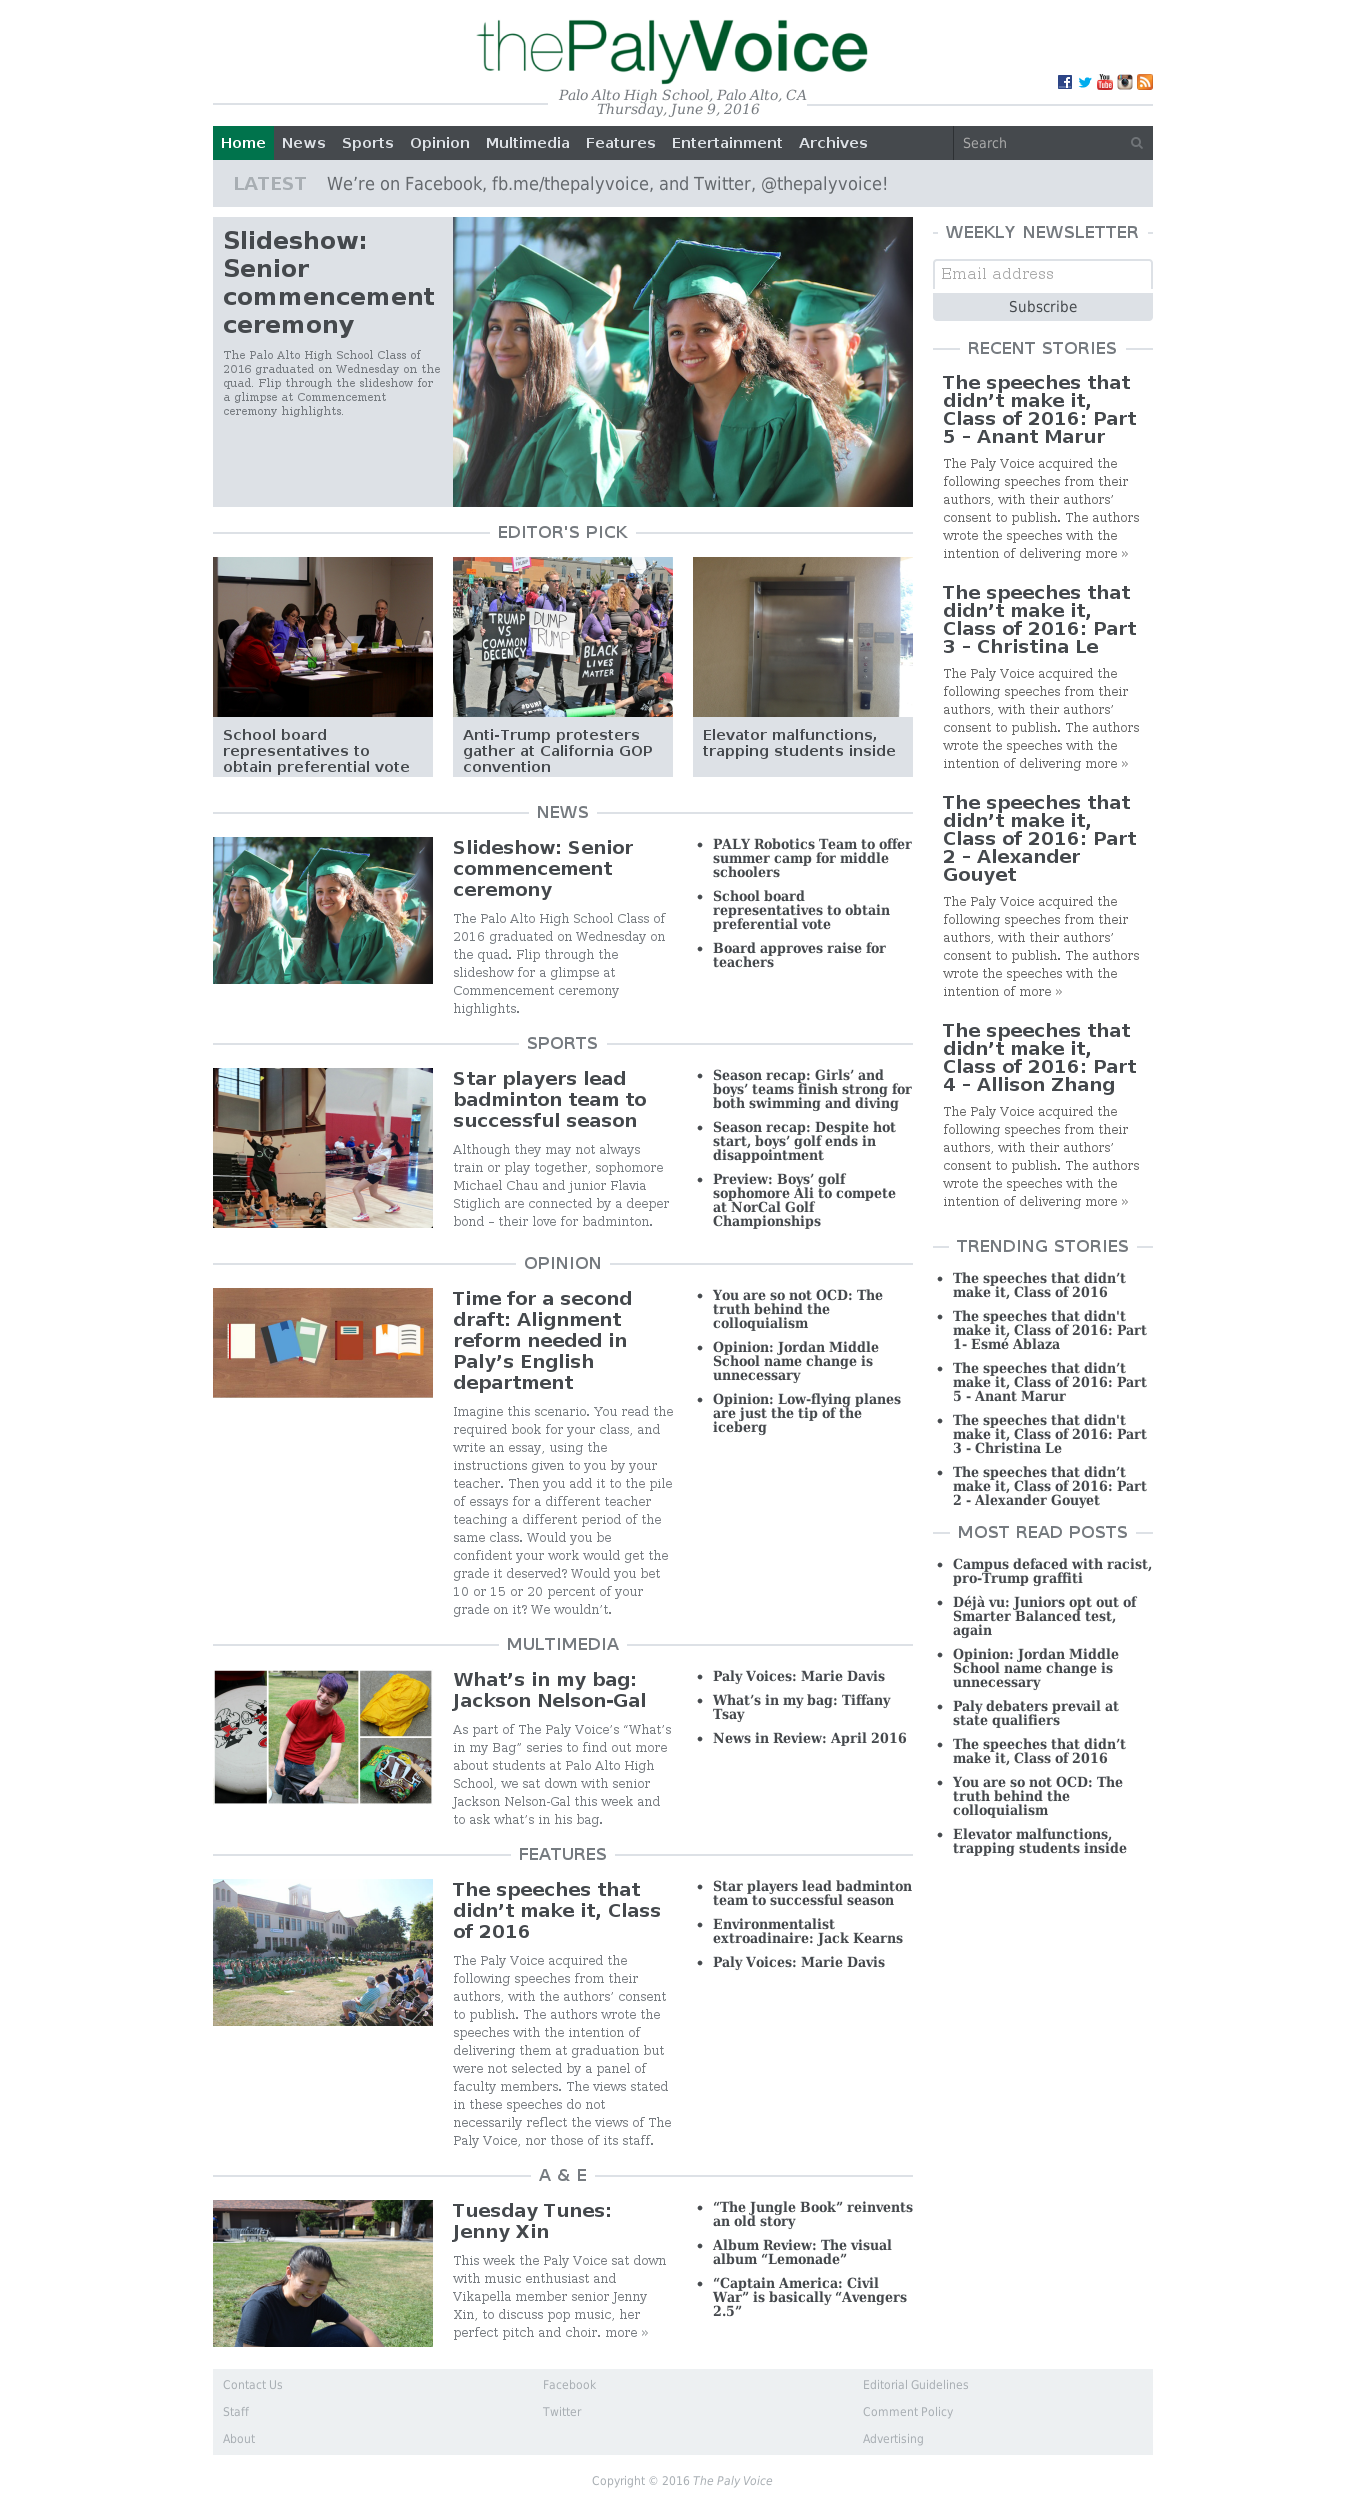 thePalyVoice
Palo Alto High School, Palo Alto, CA
Thursday, June 9, 2016
Home News Sports Opinion Multimedia Features Entertainment Archives Search
LATEST We’re on Facebook, fb.me/thepalyvoice, and Twitter, @thepalyvoice!
Slideshow:
Senior
commencement
ceremony
The Palo Alto High School Class of
2016 graduated on Wednesday on the
quad. Flip through the slideshow for
a glimpse at Commencement
ceremony highlights.
EDITOR'S PICK
1
TRUMP
VS
COMMON
DECENCY
DUMP
TRUMP
BLACK
LIVES
MATTER
School board
representatives to
obtain preferential vote
Anti-Trump protesters
gather at California GOP
convention
Elevator malfunctions,
trapping students inside
NEWS
Slideshow: Senior
commencement
ceremony
The Palo Alto High School Class of
2016 graduated on Wednesday on
the quad. Flip through the
slideshow for a glimpse at
Commencement ceremony
highlights.
• PALY Robotics Team to offer
summer camp for middle
schoolers
• School board
representatives to obtain
preferential vote
• Board approves raise for
teachers
SPORTS
Star players lead
badminton team to
successful season
Although they may not always
train or play together, sophomore
Michael Chau and junior Flavia
Stiglich are connected by a deeper
bond – their love for badminton.
• Season recap: Girls’ and
boys’ teams finish strong for
both swimming and diving
• Season recap: Despite hot
start, boys’ golf ends in
disappointment
• Preview: Boys’ golf
sophomore Ali to compete
at NorCal Golf
Championships
OPINION
Time for a second
draft: Alignment
reform needed in
Paly’s English
department
Imagine this scenario. You read the
required book for your class, and
write an essay, using the
instructions given to you by your
teacher. Then you add it to the pile
of essays for a different teacher
teaching a different period of the
same class. Would you be
confident your work would get the
grade it deserved? Would you bet
10 or 15 or 20 percent of your
grade on it? We wouldn’t.
• You are so not OCD: The
truth behind the
colloquialism
• Opinion: Jordan Middle
School name change is
unnecessary
• Opinion: Low-flying planes
are just the tip of the
iceberg
MULTIMEDIA
What’s in my bag:
Jackson Nelson-Gal
As part of The Paly Voice’s “What’s
in my Bag” series to find out more
about students at Palo Alto High
School, we sat down with senior
Jackson Nelson-Gal this week and
to ask what’s in his bag.
• Paly Voices: Marie Davis
• What’s in my bag: Tiffany
Tsay
• News in Review: April 2016
FEATURES
The speeches that
didn’t make it, Class
of 2016
The Paly Voice acquired the
following speeches from their
authors, with the authors’ consent
to publish. The authors wrote the
speeches with the intention of
delivering them at graduation but
were not selected by a panel of
faculty members. The views stated
in these speeches do not
necessarily reflect the views of The
Paly Voice, nor those of its staff.
• Star players lead badminton
team to successful season
• Environmentalist
extroadinaire: Jack Kearns
• Paly Voices: Marie Davis
A & E
Tuesday Tunes:
Jenny Xin
This week the Paly Voice sat down
with music enthusiast and
Vikapella member senior Jenny
Xin, to discuss pop music, her
perfect pitch and choir. more »
• “The Jungle Book” reinvents
an old story
• Album Review: The visual
album “Lemonade”
• “Captain America: Civil
War” is basically “Avengers
2.5”
WEEKLY NEWSLETTER
Email address
Subscribe
RECENT STORIES
The speeches that
didn’t make it,
Class of 2016: Part
5 – Anant Marur
The Paly Voice acquired the
following speeches from their
authors, with their authors’
consent to publish. The authors
wrote the speeches with the
intention of delivering more »
The speeches that
didn’t make it,
Class of 2016: Part
3 – Christina Le
The Paly Voice acquired the
following speeches from their
authors, with their authors’
consent to publish. The authors
wrote the speeches with the
intention of delivering more »
The speeches that
didn’t make it,
Class of 2016: Part
2 – Alexander
Gouyet
The Paly Voice acquired the
following speeches from their
authors, with their authors’
consent to publish. The authors
wrote the speeches with the
intention of more »
The speeches that
didn’t make it,
Class of 2016: Part
4 – Allison Zhang
The Paly Voice acquired the
following speeches from their
authors, with their authors’
consent to publish. The authors
wrote the speeches with the
intention of delivering more »
TRENDING STORIES
• The speeches that didn’t
make it, Class of 2016
• The speeches that didn't
make it, Class of 2016: Part
1- Esmé Ablaza
• The speeches that didn’t
make it, Class of 2016: Part
5 - Anant Marur
• The speeches that didn't
make it, Class of 2016: Part
3 - Christina Le
• The speeches that didn’t
make it, Class of 2016: Part
2 - Alexander Gouyet
MOST READ POSTS
• Campus defaced with racist,
pro-Trump graffiti
• Déjà vu: Juniors opt out of
Smarter Balanced test,
again
• Opinion: Jordan Middle
School name change is
unnecessary
• Paly debaters prevail at
state qualifiers
• The speeches that didn’t
make it, Class of 2016
• You are so not OCD: The
truth behind the
colloquialism
• Elevator malfunctions,
trapping students inside
Contact Us Facebook Editorial Guidelines
Staff Twitter Comment Policy
About Advertising
Copyright © 2016 The Paly Voice